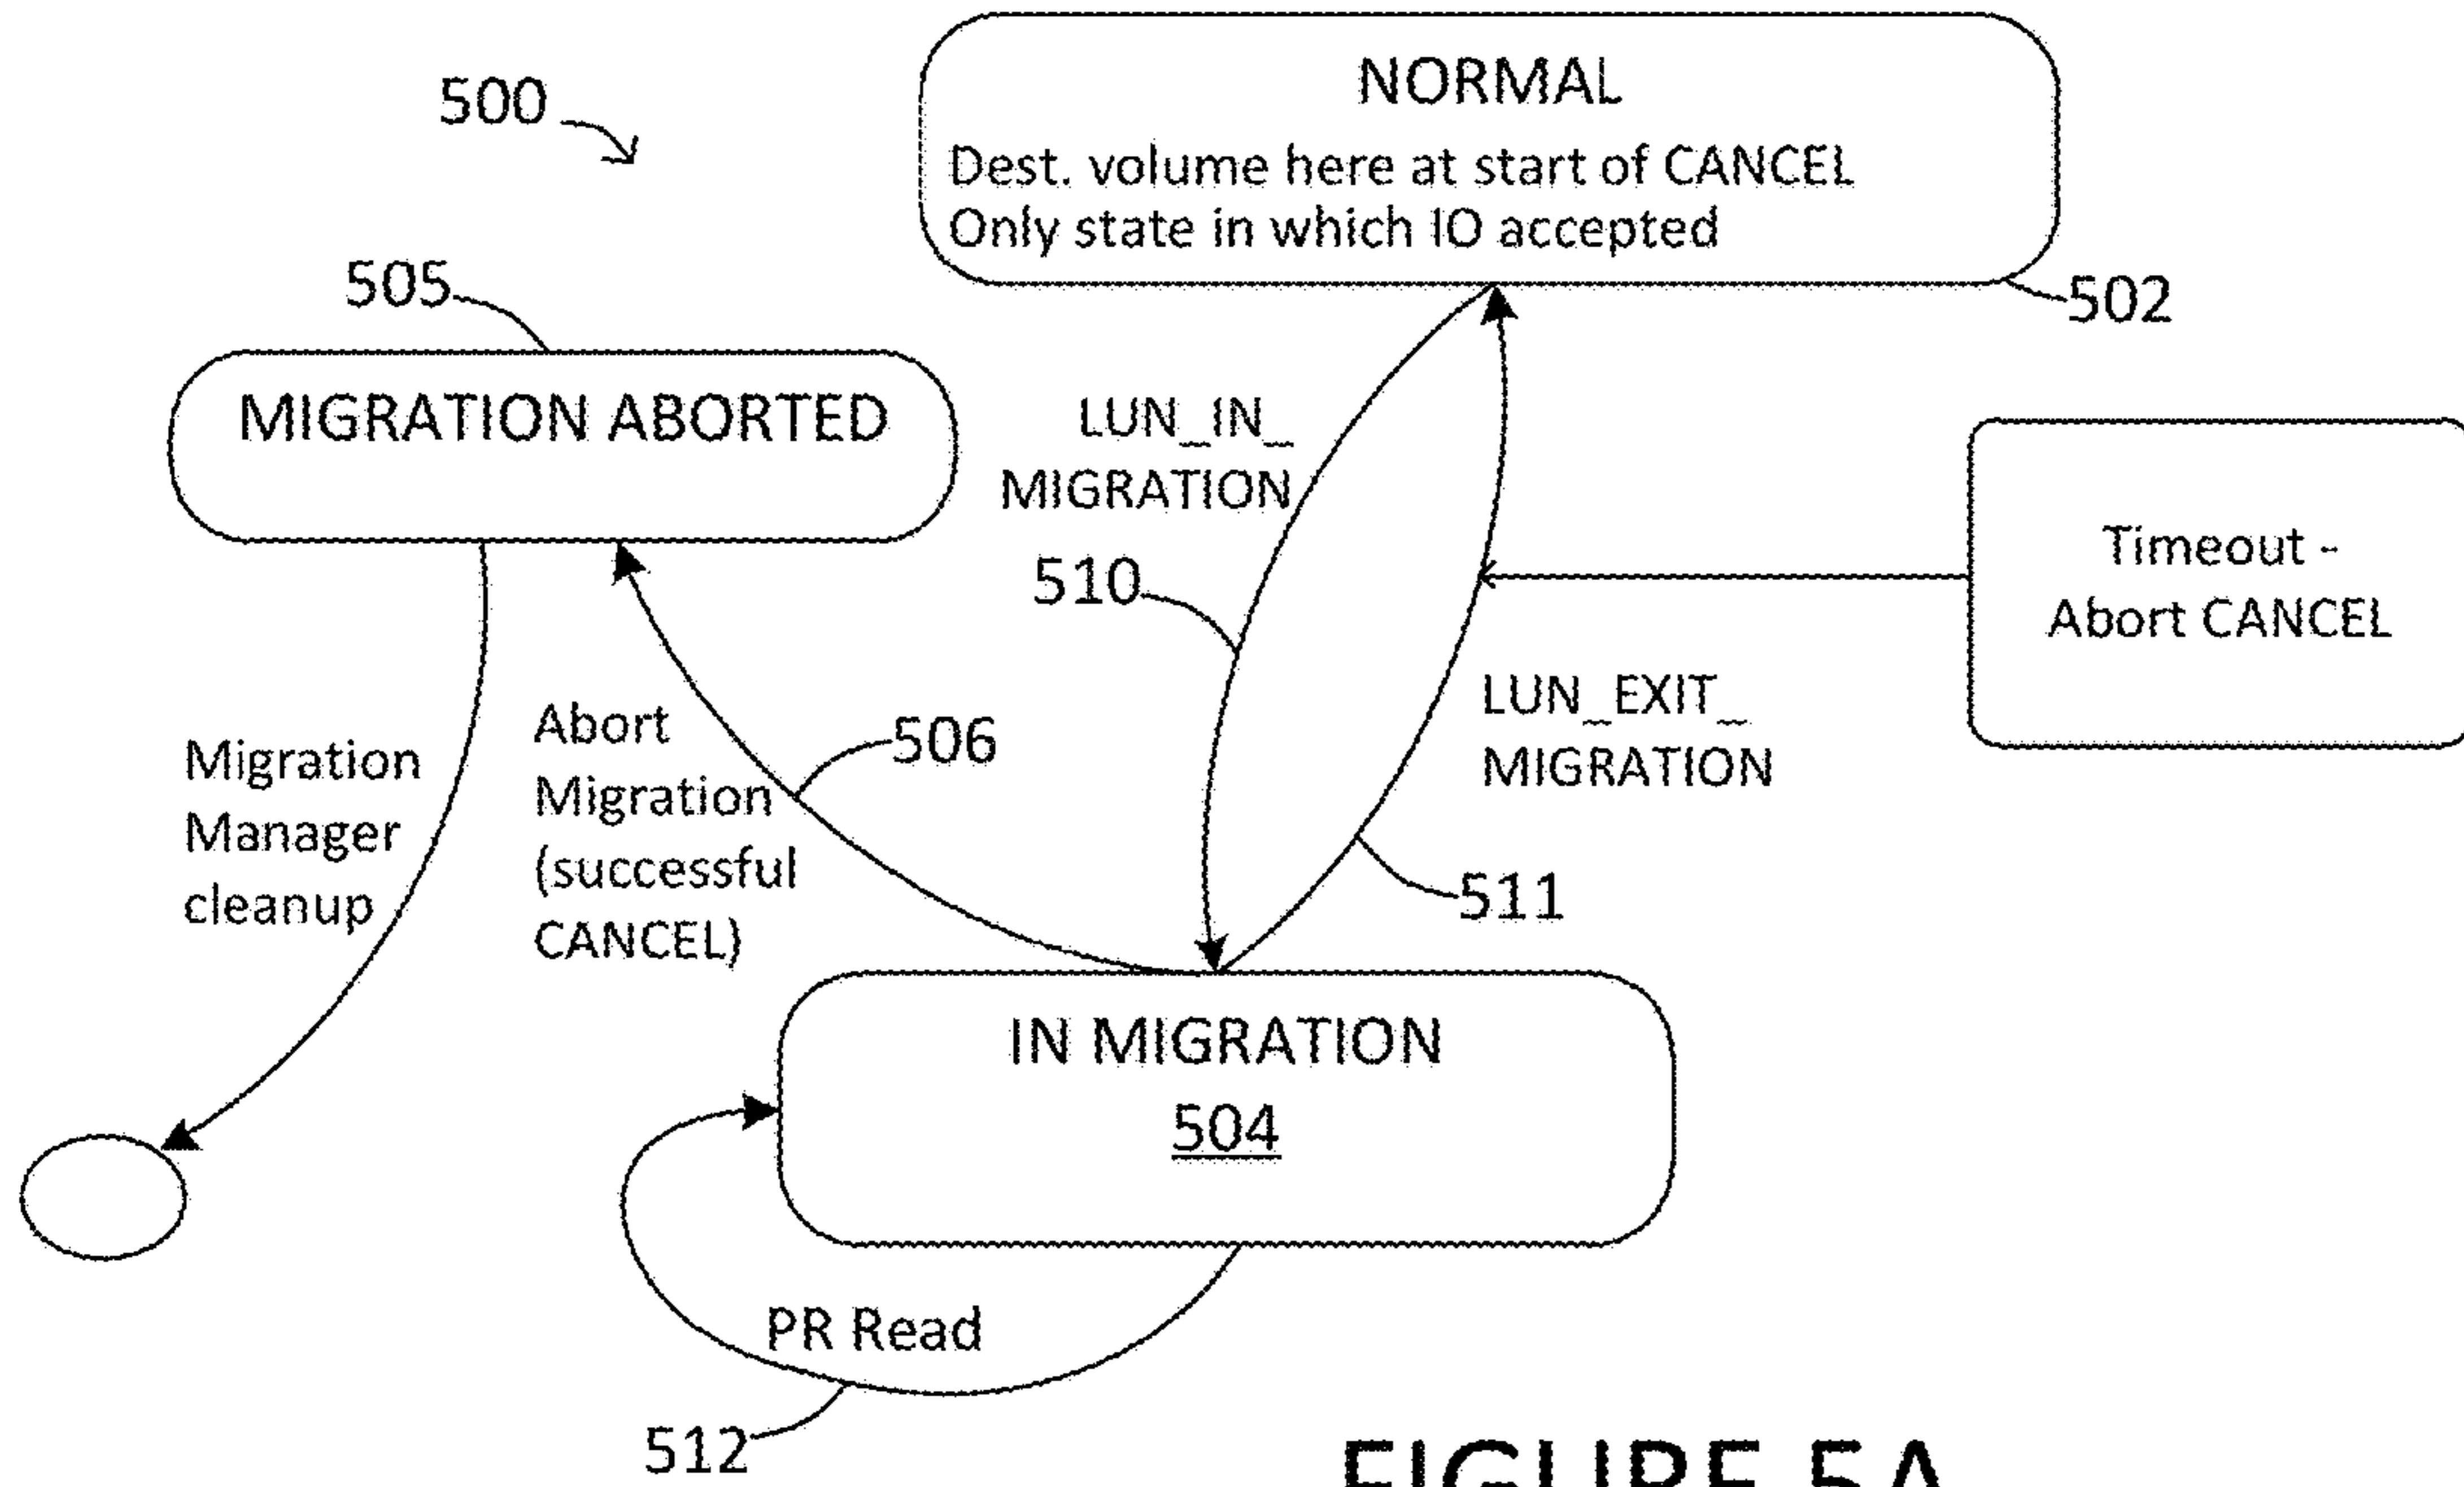 500
NORMAL
Dest. volume here at start of CANCEL
Only state in which IO accepted
502
505
MIGRATION ABORTED
LUN_IN_
MIGRATION
510
Timeout -
Abort CANCEL
LUN_EXIT_
MIGRATION
511
Abort
Migration
(successful
CANCEL)
506
Migration
Manager
cleanup
IN MIGRATION
504
PR Read
512
FIGURE 5A